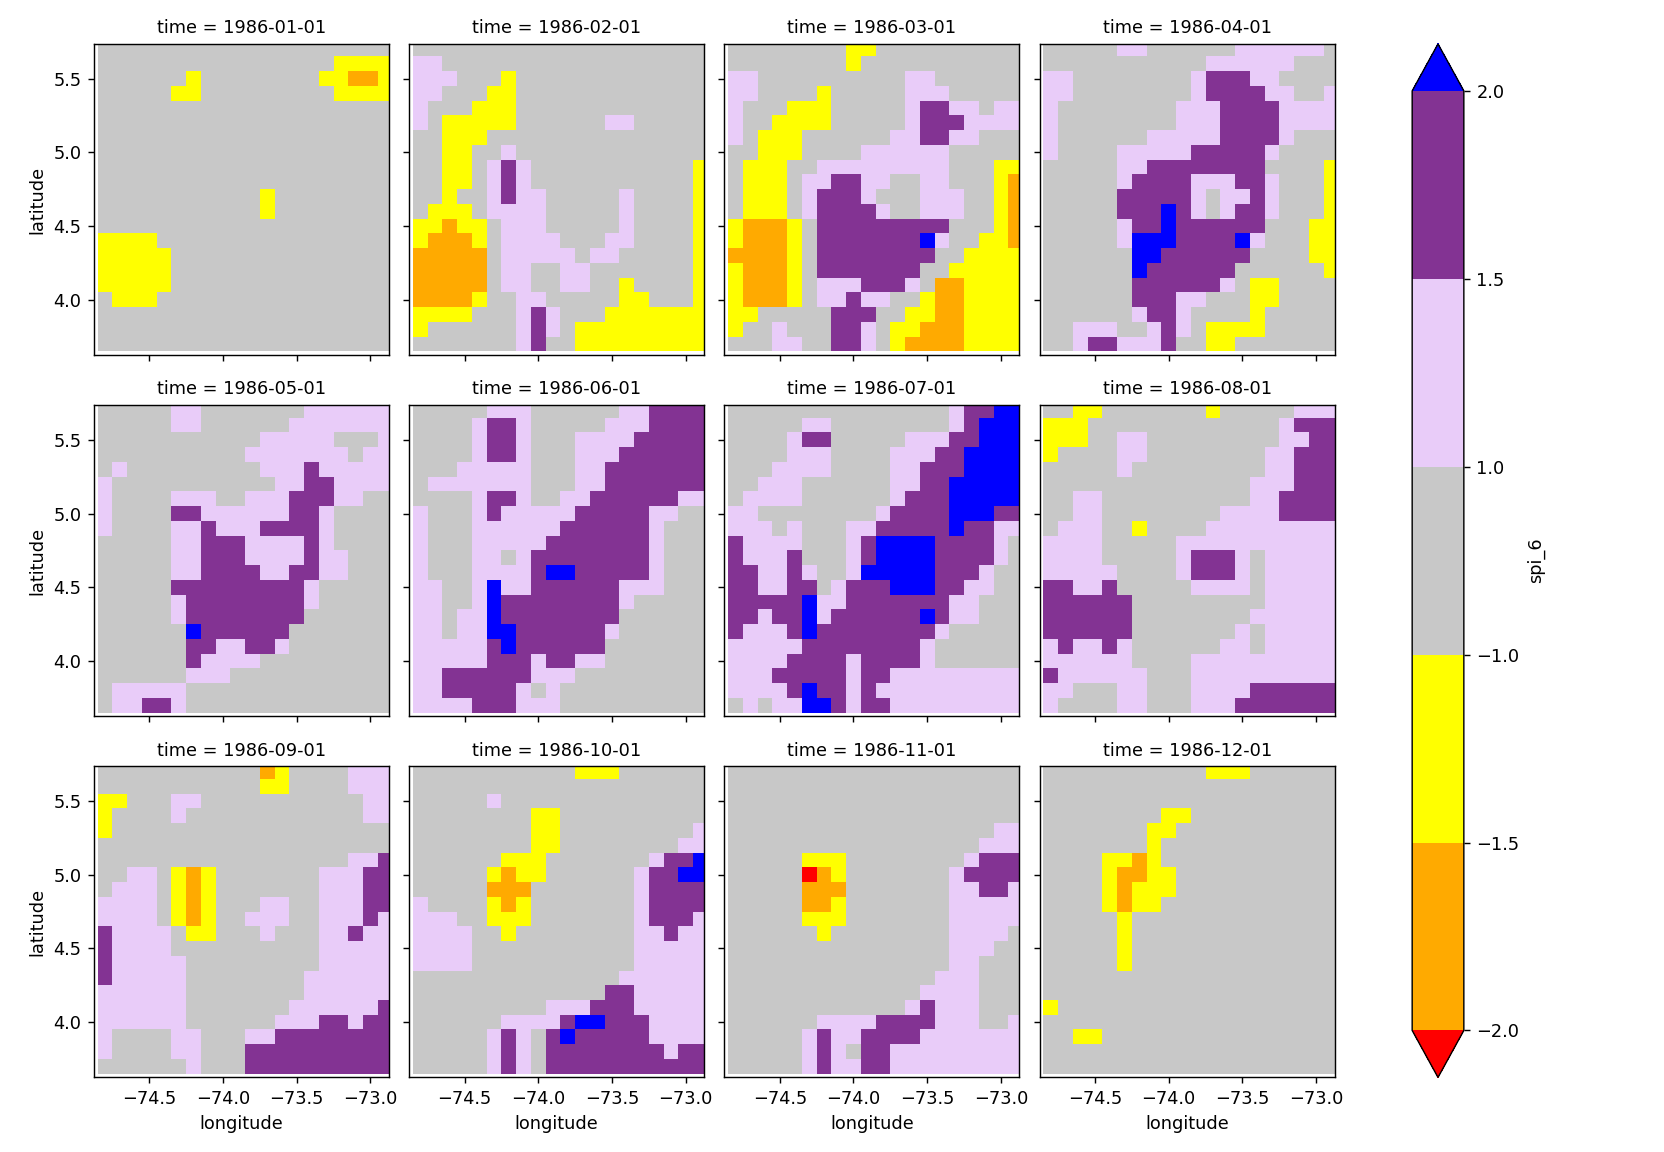 time = 1986-01-01
time = 1986-02-01
time = 1986-03-01
time = 1986-04-01
5.5
5.0
4.5
4.0
latitude
time = 1986-05-01
time = 1986-06-01
time = 1986-07-01
time = 1986-08-01
5.5
5.0
4.5
4.0
latitude
time = 1986-09-01
time = 1986-10-01
time = 1986-11-01
time = 1986-12-01
5.5
5.0
4.5
4.0
latitude
−74.5 −74.0 −73.5 −73.0
longitude
−74.5 −74.0 −73.5 −73.0
longitude
−74.5 −74.0 −73.5 −73.0
longitude
−74.5 −74.0 −73.5 −73.0
longitude
2.0
1.5
1.0
−1.0
−1.5
−2.0
spi_6